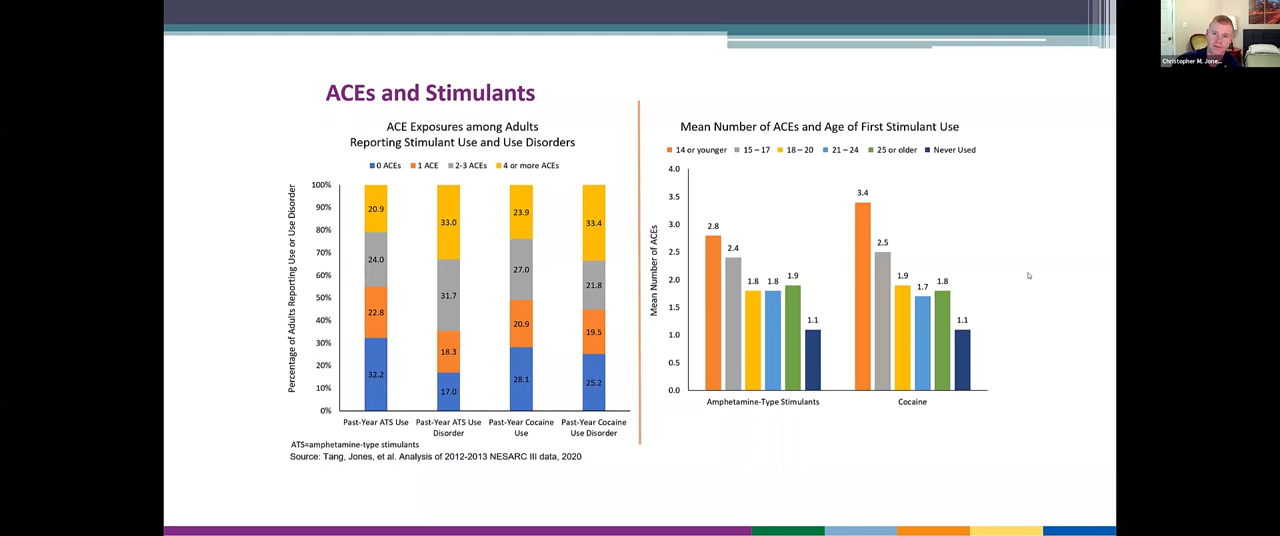 ACEs and Stimulants
ACE Exposures among Adults
Reporting Stimulant Use and Use Disorders
0 ACEs 1 ACE 2-3 ACEs 4 or more ACEs
Percentage of Adults Reporting Use or Use Disorder
100%
90%
80%
70%
60%
50%
40%
30%
20%
10%
0%
20.9
24.0
22.8
32.2
33.0
31.7
18.3
17.0
23.9
27.0
20.9
28.1
33.4
21.8
19.5
25.2
Past-Year ATS Use
Past-Year ATS Use
Disorder
Past-Year Cocaine
Use
Past-Year Cocaine
Use Disorder
ATS=amphetamine-type stimulants
Source: Tang, Jones, et al. Analysis of 2012-2013 NESARC III data, 2020
Mean Number of ACEs and Age of First Stimulant Use
14 or younger 15 – 17 18 – 20 21 – 24 25 or older Never Used
Mean Number of ACEs
4.0
3.5
3.0
2.5
2.0
1.5
1.0
0.5
0.0
2.8
2.4
1.8
1.8
1.9
1.1
3.4
2.5
1.9
1.7
1.8
1.1
Amphetamine-Type Stimulants
Cocaine
Christopher M. Jone...